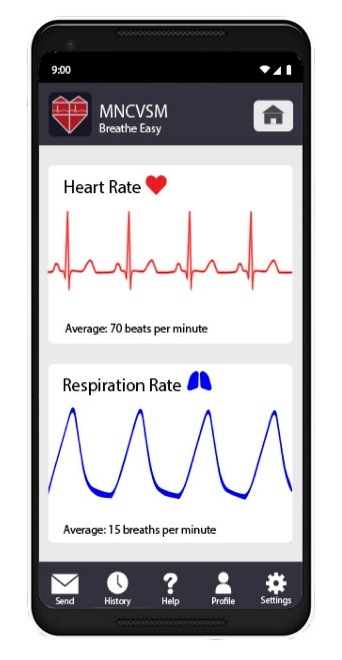 9:00
MNCVSM
Breathe Easy
Heart Rate
Average: 70 beats per minute
Respiration Rate
Average: 15 breaths per minute
Send
History
Help
Profile
Settings